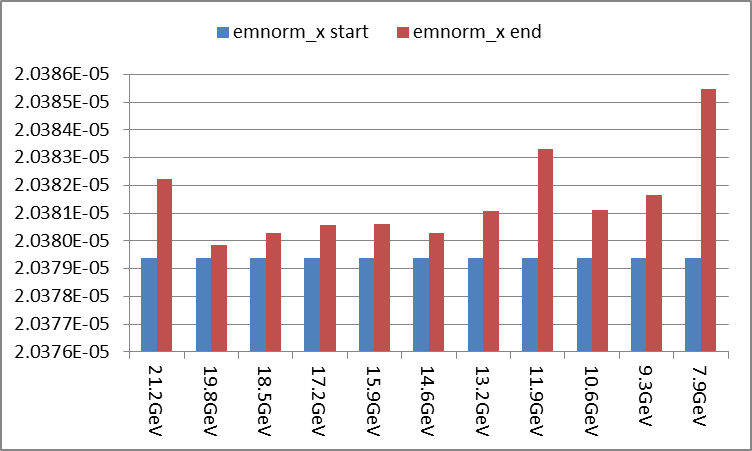 emnorm_x start emnorm_x end
2.0386E-05
2.0385E-05
2.0384E-05
2.0383E-05
2.0382E-05
2.0381E-05
2.0380E-05
2.0379E-05
2.0378E-05
2.0377E-05
2.0376E-05
21.2GeV
19.8GeV
18.5GeV
17.2GeV
15.9GeV
14.6GeV
13.2GeV
11.9GeV
10.6GeV
9.3GeV
7.9GeV